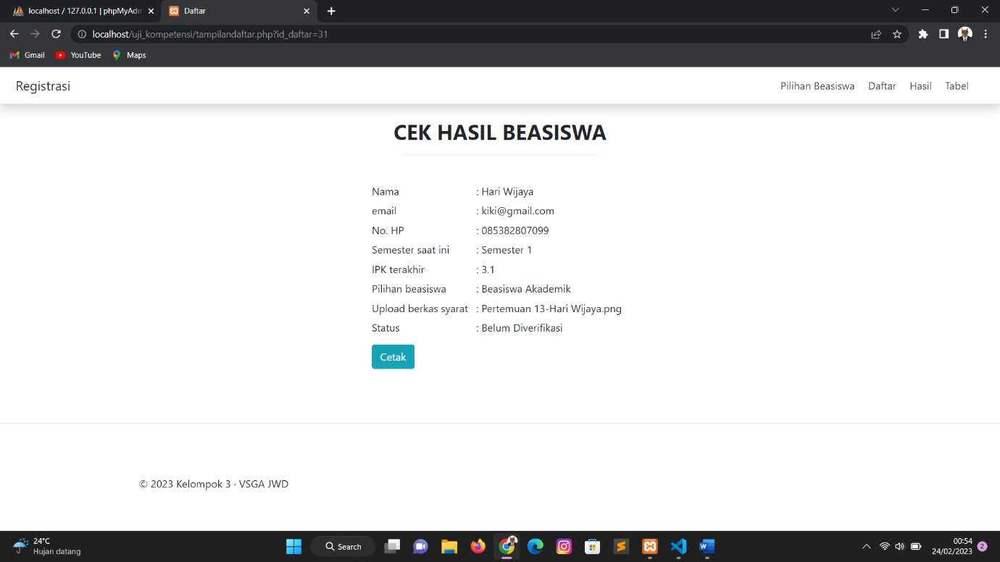 localhost / 127.0.0.1 | phpMyAdm
Daftar
localhost/uji_kompetensi/tampilandaftar.php?id_daftar=31
Gmail YouTube Maps
Registrasi
Pilihan Beasiswa Daftar Hasil Tabel
CEK HASIL BEASISWA
Nama : Hari Wijaya
email : kiki@gmail.com
No. HP : 085382807099
Semester saat ini : Semester 1
IPK terakhir : 3.1
Pilihan beasiswa : Beasiswa Akademik
Upload berkas syarat : Pertemuan 13-Hari Wijaya.png
Status : Belum Diverifikasi
Cetak
© 2023 Kelompok 3 · VSGA JWD
24°C
Hujan datang
Search
00:54
24/02/2023
2